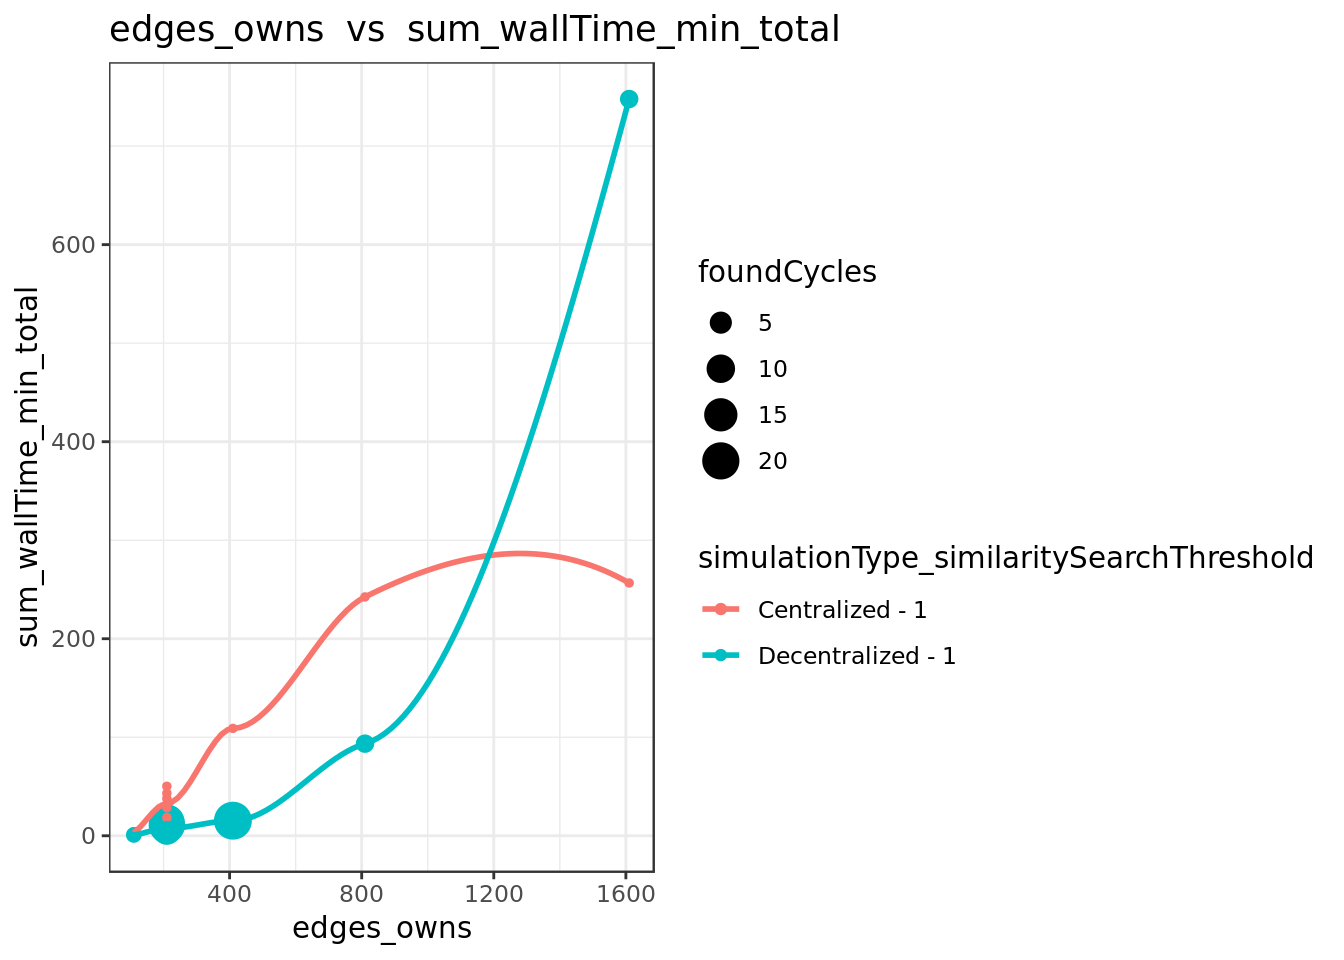 edges_owns vs sum_wallTime_min_total
sum_wallTime_min_total
600
400
200
0
400 800 1200 1600
edges_owns
foundCycles
5
10
15
20
simulationType_similaritySearchThreshold
Centralized - 1
Decentralized - 1